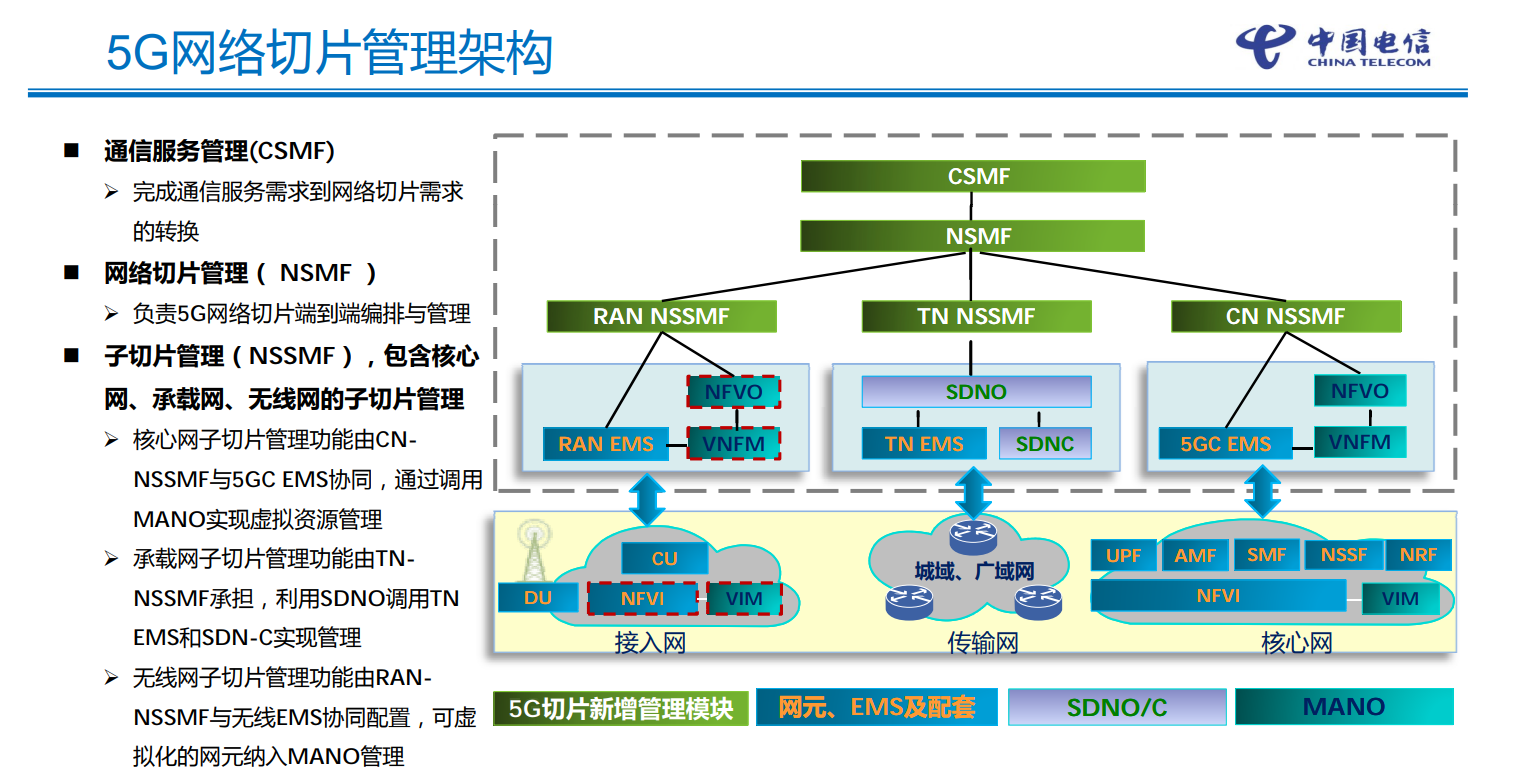 5G网络切片管理架构
中国电信
CHINA TELECOM
■ 通信服务管理(CSMF)
➢ 完成通信服务需求到网络切片需求
的转换
■ 网络切片管理（ NSMF ）
➢ 负责5G网络切片端到端编排与管理
■ 子切片管理（NSSMF），包含核心
网、承载网、无线网的子切片管理
➢ 核心网子切片管理功能由CN-
NSSMF与5GC EMS协同，通过调用
MANO实现虚拟资源管理
➢ 承载网子切片管理功能由TN-
NSSMF承担，利用SDNO调用TN
EMS和SDN-C实现管理
➢ 无线网子切片管理功能由RAN-
NSSMF与无线EMS协同配置，可虚
拟化的网元纳入MANO管理
CSMF
NSMF
RAN NSSMF
TN NSSMF
CN NSSMF
NFVO
RAN EMS
VNFM
SDNO
TN EMS
SDNC
NFVO
5GC EMS
VNFM
CU
DU
NFVI
VIM
接入网
城域、广域网
传输网
UPF
AMF
SMF
NSSF
NRF
NFVI
VIM
核心网
5G切片新增管理模块
网元、EMS及配套
SDNO/C
MANO